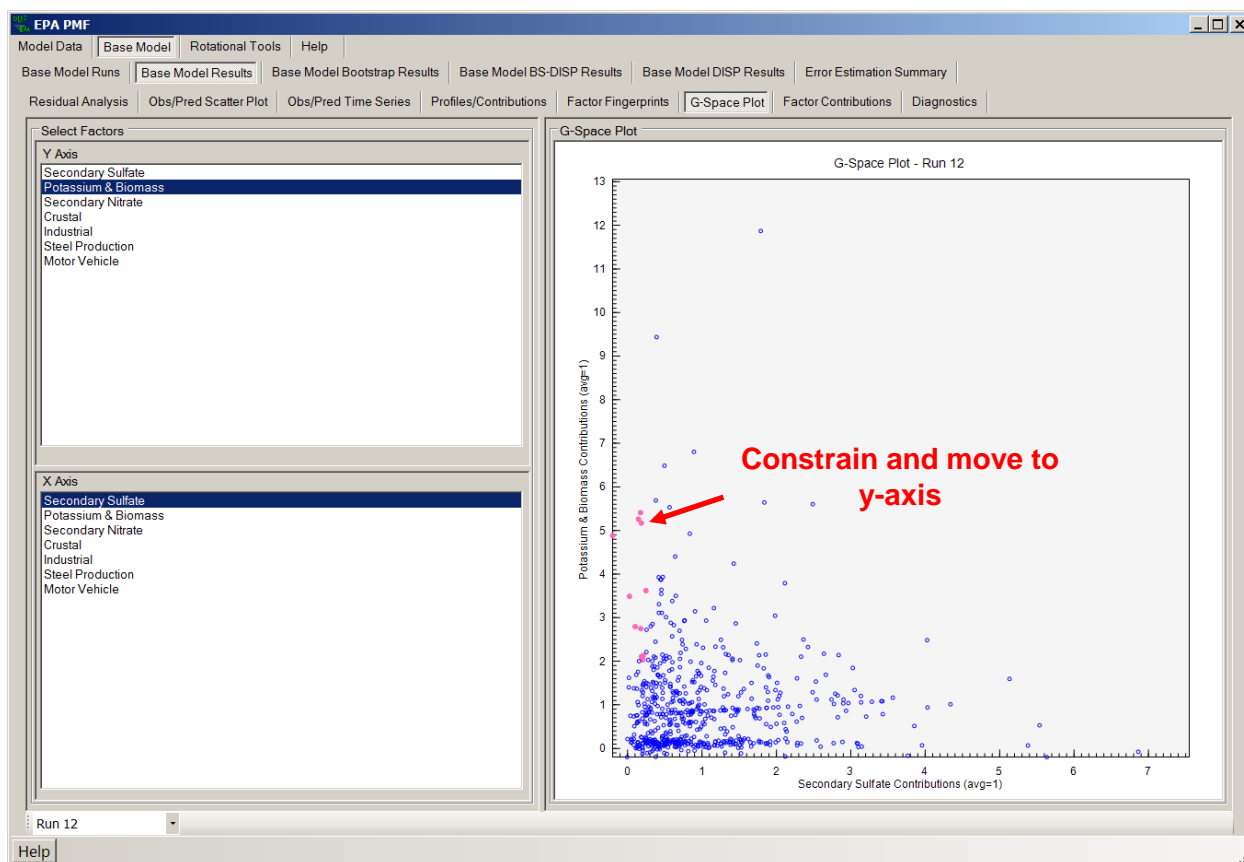 EPA PMF
Model Data Base Model Rotational Tools Help
Base Model Runs Base Model Results Base Model Bootstrap Results Base Model BS-DISP Results Base Model DISP Results Error Estimation Summary
Residual Analysis Obs/Pred Scatter Plot Obs/Pred Time Series Profiles/Contributions Factor Fingerprints G-Space Plot Factor Contributions Diagnostics
Select Factors
Y Axis
Secondary Sulfate
Potassium & Biomass
Secondary Nitrate
Crustal
Industrial
Steel Production
Motor Vehicle
X Axis
Secondary Sulfate
Potassium & Biomass
Secondary Nitrate
Crustal
Industrial
Steel Production
Motor Vehicle
G-Space Plot
G-Space Plot - Run 12
Potassium & Biomass Contributions (avg=1)
13
12
11
10
9
8
7
6
5
4
3
2
1
0
Constrain and move to
y-axis
0 1 2 3 4 5 6 7
Secondary Sulfate Contributions (avg=1)
Run 12
Help